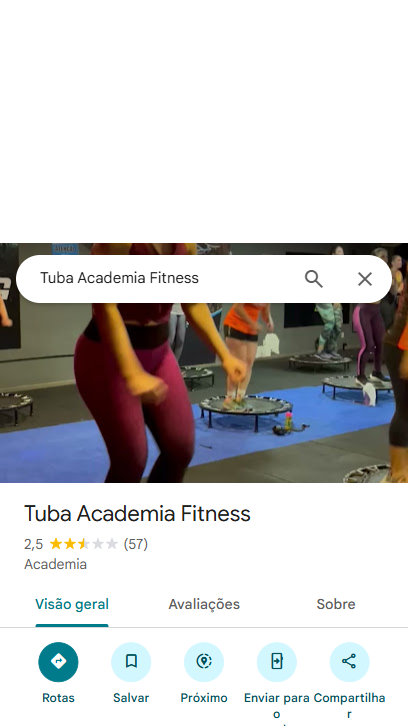 Tuba Academia Fitness
Tuba Academia Fitness
2,5 (57)
Academia
Visão geral
Avaliações
Sobre
Rotas
Salvar
Próximo
Enviar para
o
Compartilha
r